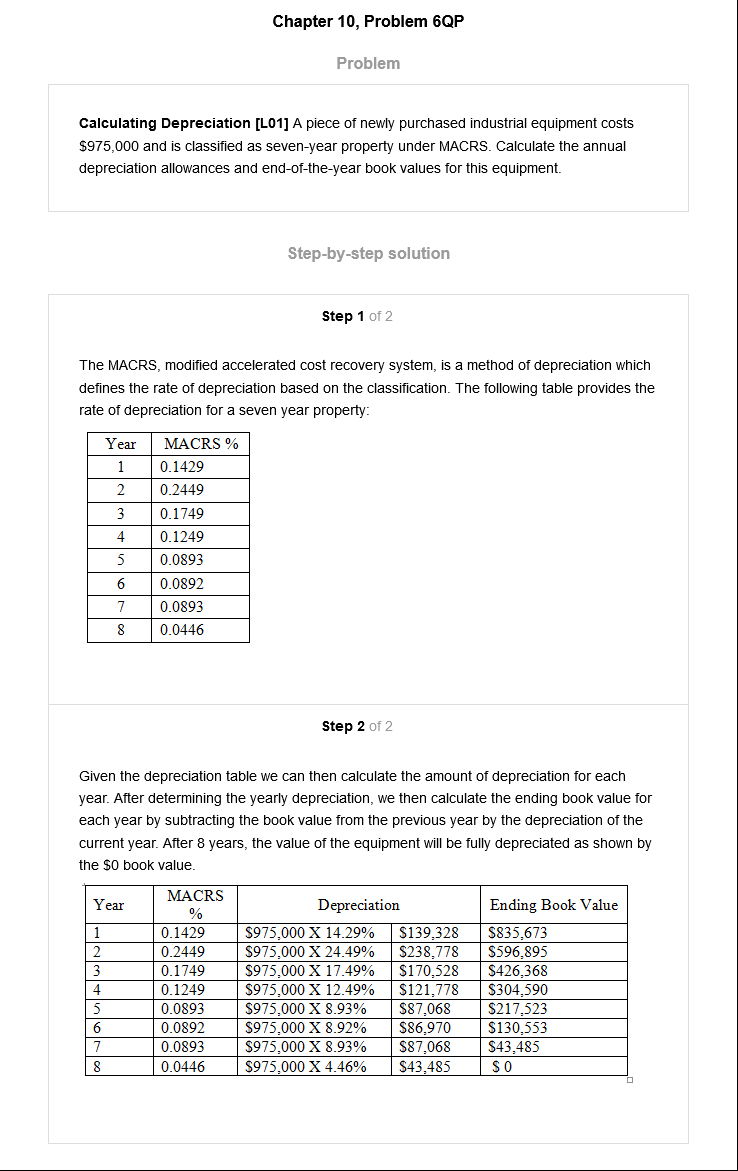 Chapter 10, Problem 6QP
Problem
Calculating Depreciation [L01] A piece of newly purchased industrial equipment costs
$975,000 and is classified as seven-year property under MACRS. Calculate the annual
depreciation allowances and end-of-the-year book values for this equipment.
Step-by-step solution
Step 1 of 2
The MACRS, modified accelerated cost recovery system, is a method of depreciation which
defines the rate of depreciation based on the classification. The following table provides the
rate of depreciation for a seven year property:
Year MACRS %
1 0.1429
2 0.2449
3 0.1749
4 0.1249
5 0.0893
6 0.0892
7 0.0893
8 0.0446
Step 2 of 2
Given the depreciation table we can then calculate the amount of depreciation for each
year. After determining the yearly depreciation, we then calculate the ending book value for
each year by subtracting the book value from the previous year by the depreciation of the
current year. After 8 years, the value of the equipment will be fully depreciated as shown by
the $0 book value.
Year MACRS % Depreciation Ending Book Value
1 0.1429 $975,000 X 14.29% $139,328 $835,673
2 0.2449 $975,000 X 24.49% $238,778 $596,895
3 0.1749 $975,000 X 17.49% $170,528 $426,368
4 0.1249 $975,000 X 12.49% $121,778 $304,590
5 0.0893 $975,000 X 8.93% $87,068 $217,523
6 0.0892 $975,000 X 8.92% $86,970 $130,553
7 0.0893 $975,000 X 8.93% $87,068 $43,485
8 0.0446 $975,000 X 4.46% $43,485 $ 0